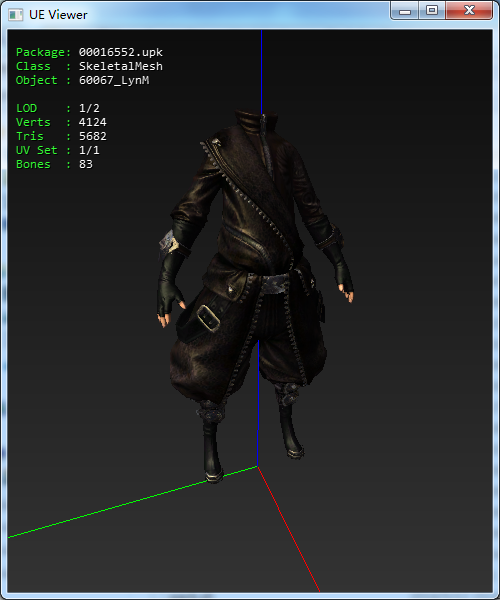 UE Viewer
Package: 00016552.upk
Class : SkeletalMesh
Object : 60067_LynM
LOD : 1/2
Verts : 4124
Tris : 5682
UV Set : 1/1
Bones : 83